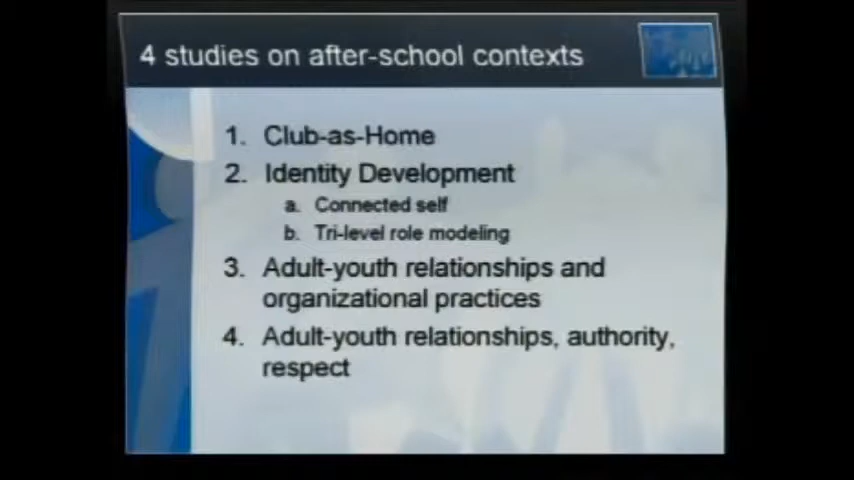 4 studies on after-school contexts
1. Club-as-Home
2. Identity Development
a. Connected self
b. Tri-level role modeling
3. Adult-youth relationships and
organizational practices
4. Adult-youth relationships, authority,
respect